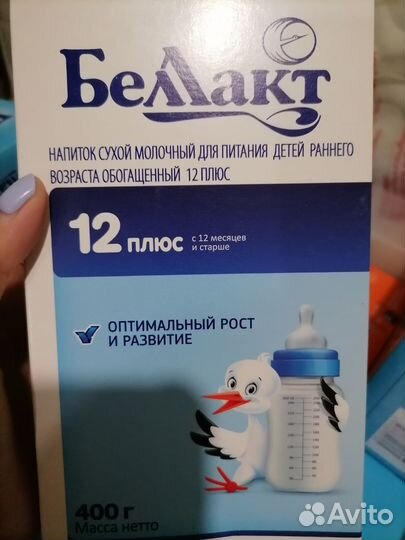 Беллакт
НАПИТОК СУХОЙ МОЛОЧНЫЙ ДЛЯ ПИТАНИЯ ДЕТЕЙ РАННЕГО
ВОЗРАСТА ОБОГАЩЕННЫЙ 12 ПЛЮС
12 плюс
с 12 месяцев
и старше
ОПТИМАЛЬНЫЙ РОСТ
И РАЗВИТИЕ
400 г
Масса нетто
Avito